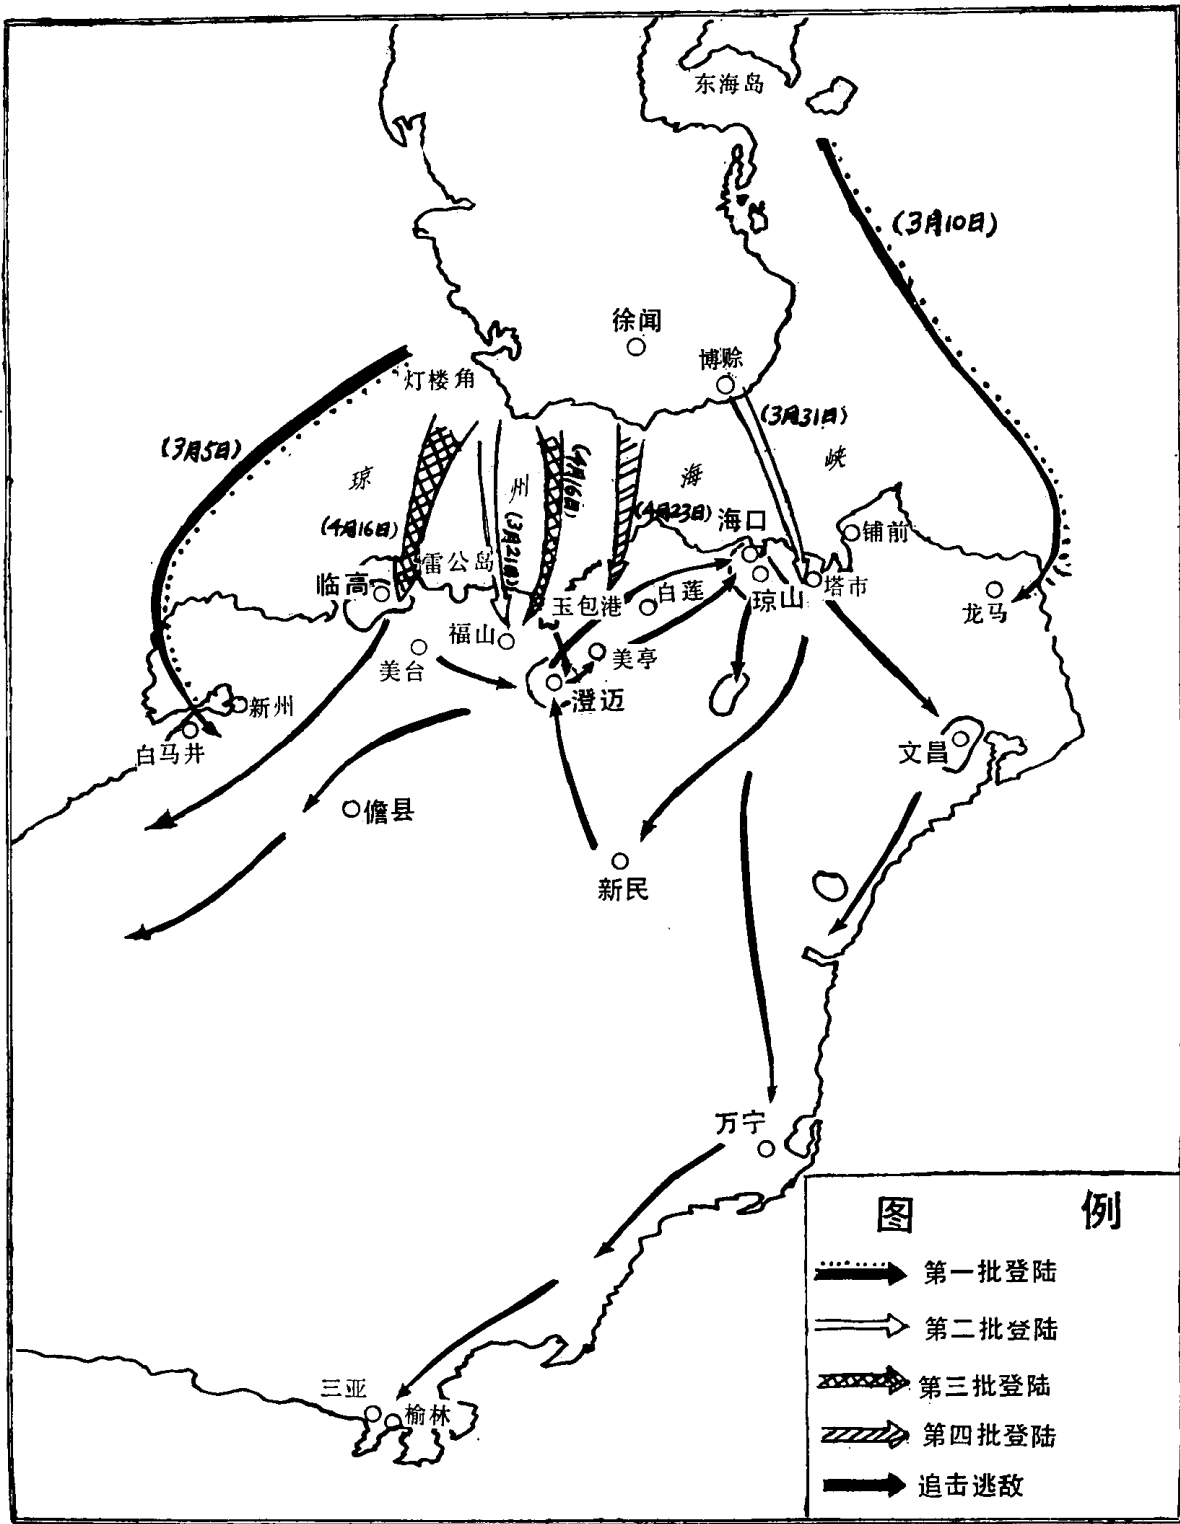 东海岛
(3月10日)
徐闻
博赊
灯楼角
(3月31日)
(3月5日)
琼
州
海
峡
(4月16日)
(3月21日)
(4月16日)
(4月23日)
海口
铺前
雷公岛
临高
玉包港
白莲
琼山
塔市
龙马
福山
美台
美亭
澄迈
新州
白马井
文昌
儋县
新民
万宁
三亚
榆林
图 例
第一批登陆
第二批登陆
第三批登陆
第四批登陆
追击逃敌